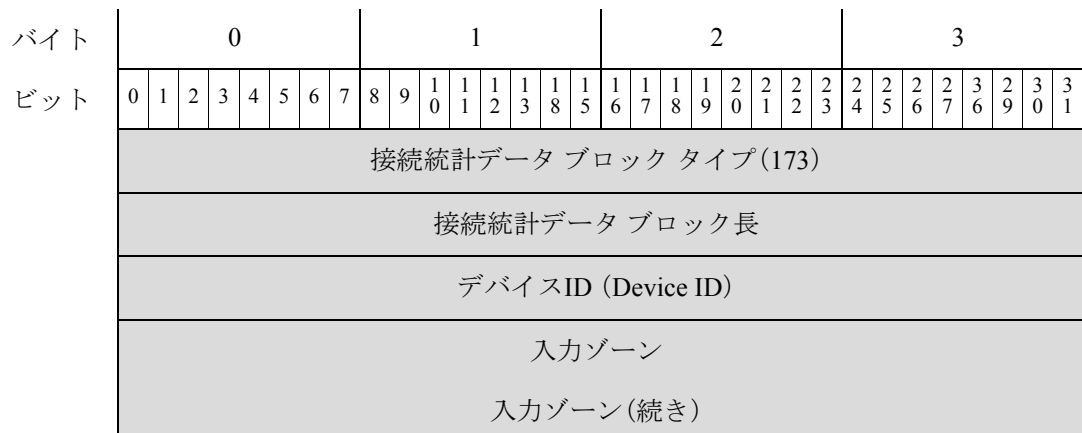 バイト 0 1 2 3
ビット 0 1 2 3 4 5 6 7 8 9 10 11 12 13 18 15 16 17 18 19 20 21 22 23 24 25 26 27 36 29 30 31
接続統計データ ブロック タイプ(173)
接続統計データ ブロック長
デバイスID (Device ID)
入力ゾーン
入力ゾーン(続き)